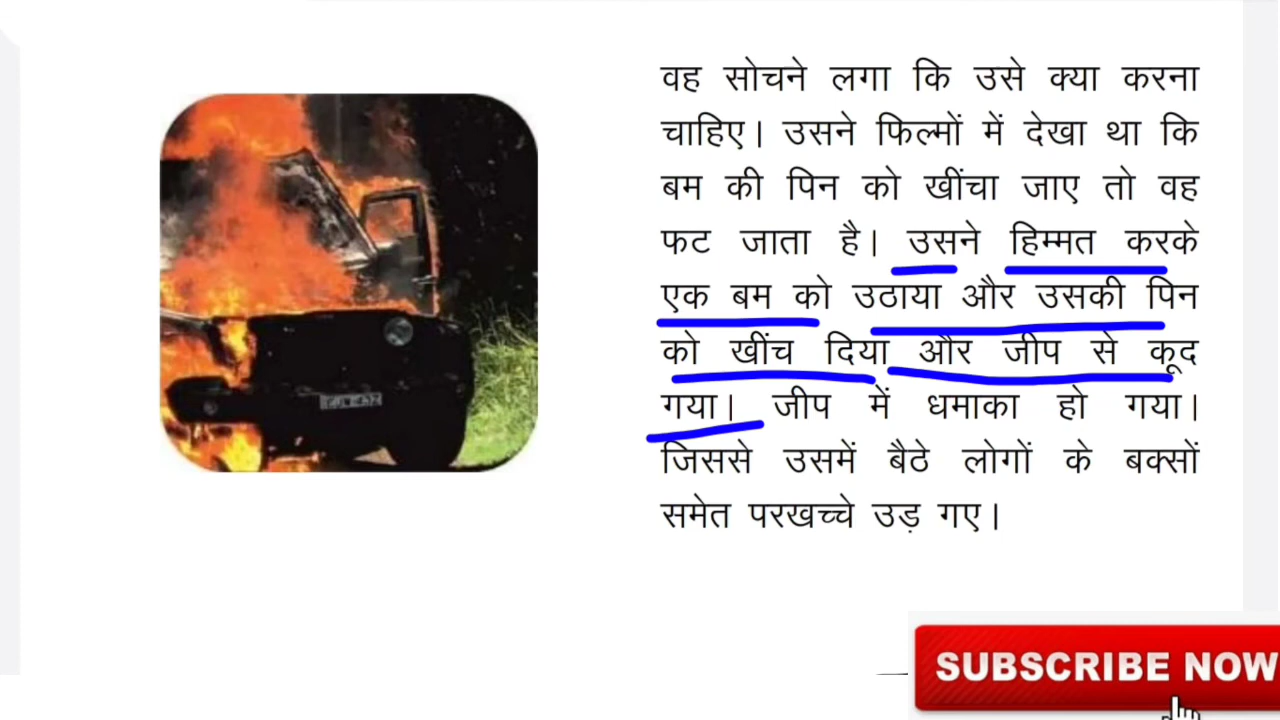 वह सोचने लगा कि उसे क्या करना
चाहिए। उसने फिल्मों में देखा था कि
बम की पिन को खींचा जाए तो वह
फट जाता है। उसने हिम्मत करके
एक बम को उठाया और उसकी पिन
को खींच दिया और जीप से कूद
गया। जीप में धमाका हो गया।
जिससे उसमें बैठे लोगों के बक्सों
समेत परखच्चे उड़ गए।
SUBSCRIBE NOW